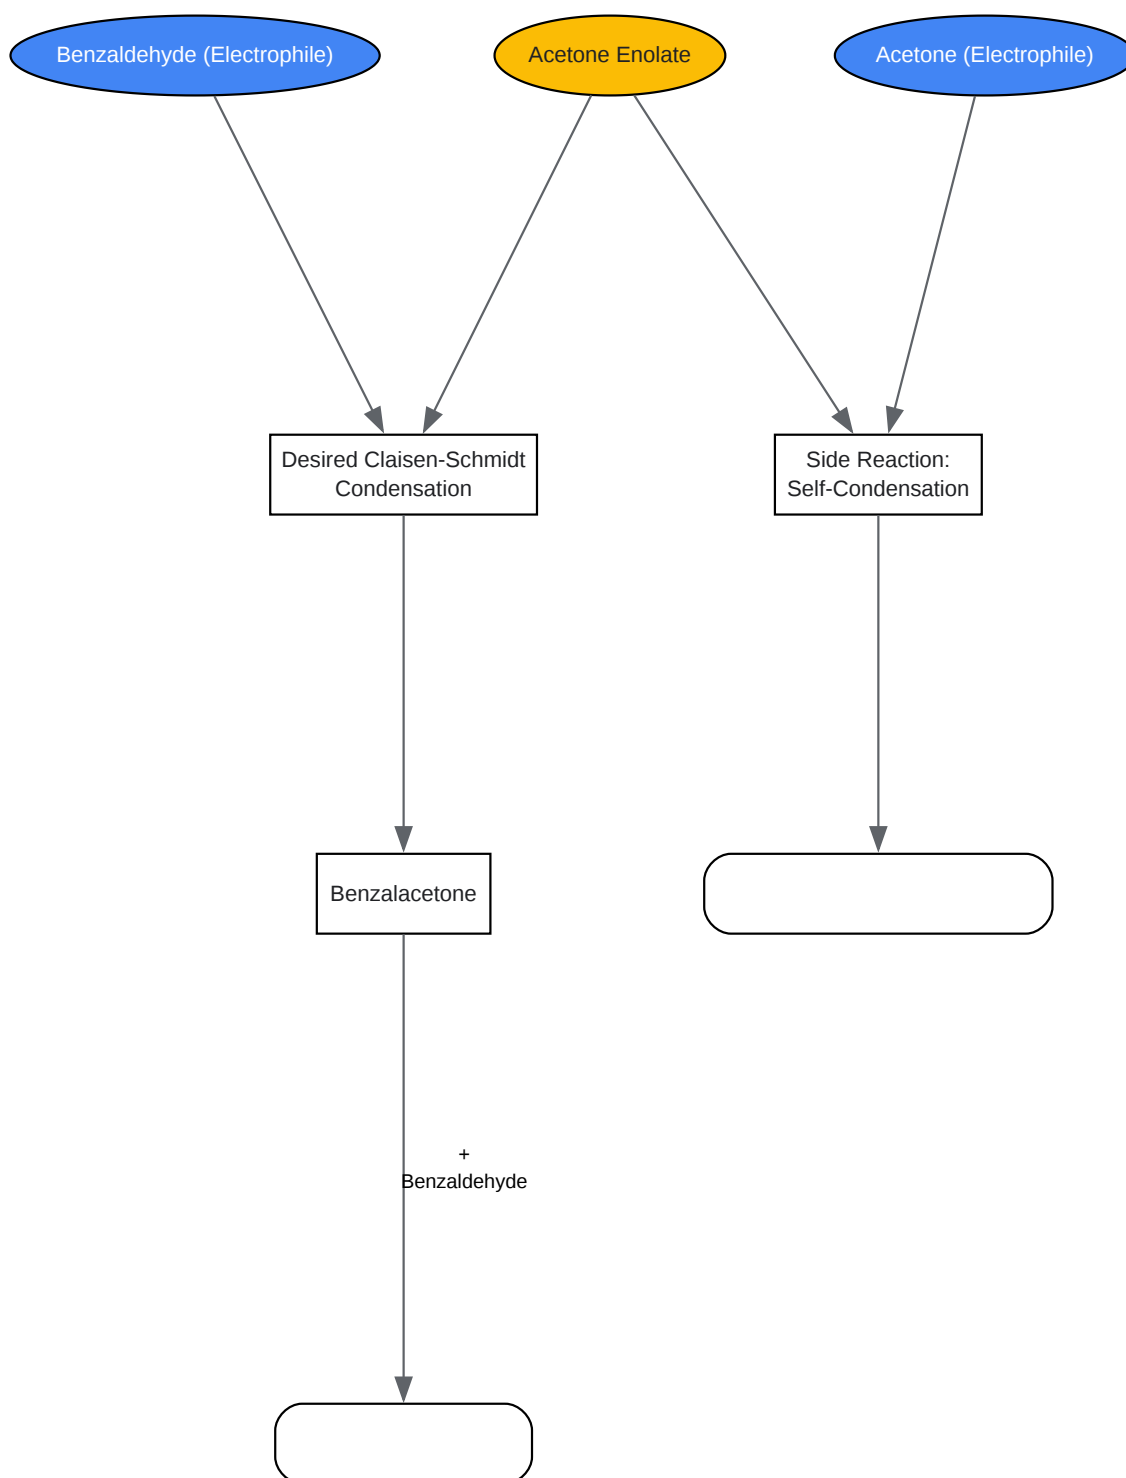 Benzaldehyde (Electrophile)
Acetone Enolate
Acetone (Electrophile)
Desired Claisen-Schmidt
Condensation
Side Reaction:
Self-Condensation
Benzalacetone
+
Benzaldehyde